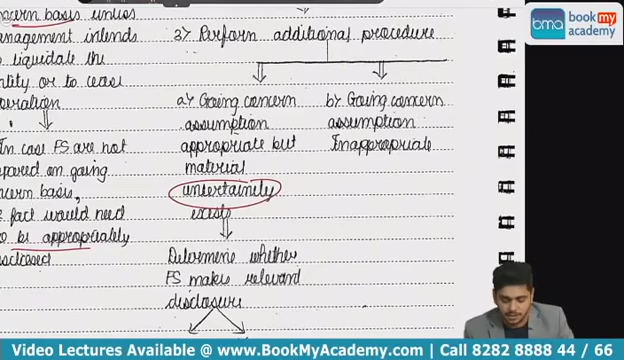 concern basis unless
management intends
to liquidate the
entity or to cease
operation
In case FS are not
prepared on going
concern basis,
fact would need
to be appropriately
disclosed
3) Perform additional procedure
a) Going concern
assumption
appropriate but
material
uncertainity
exists
Determine whether
FS makes relevant
disclosure
b) Going concern
assumption
Inappropriate
bma
book my
academy
Video Lectures Available @ www.BookMyAcademy.com | Call 8282 8888 44 / 66